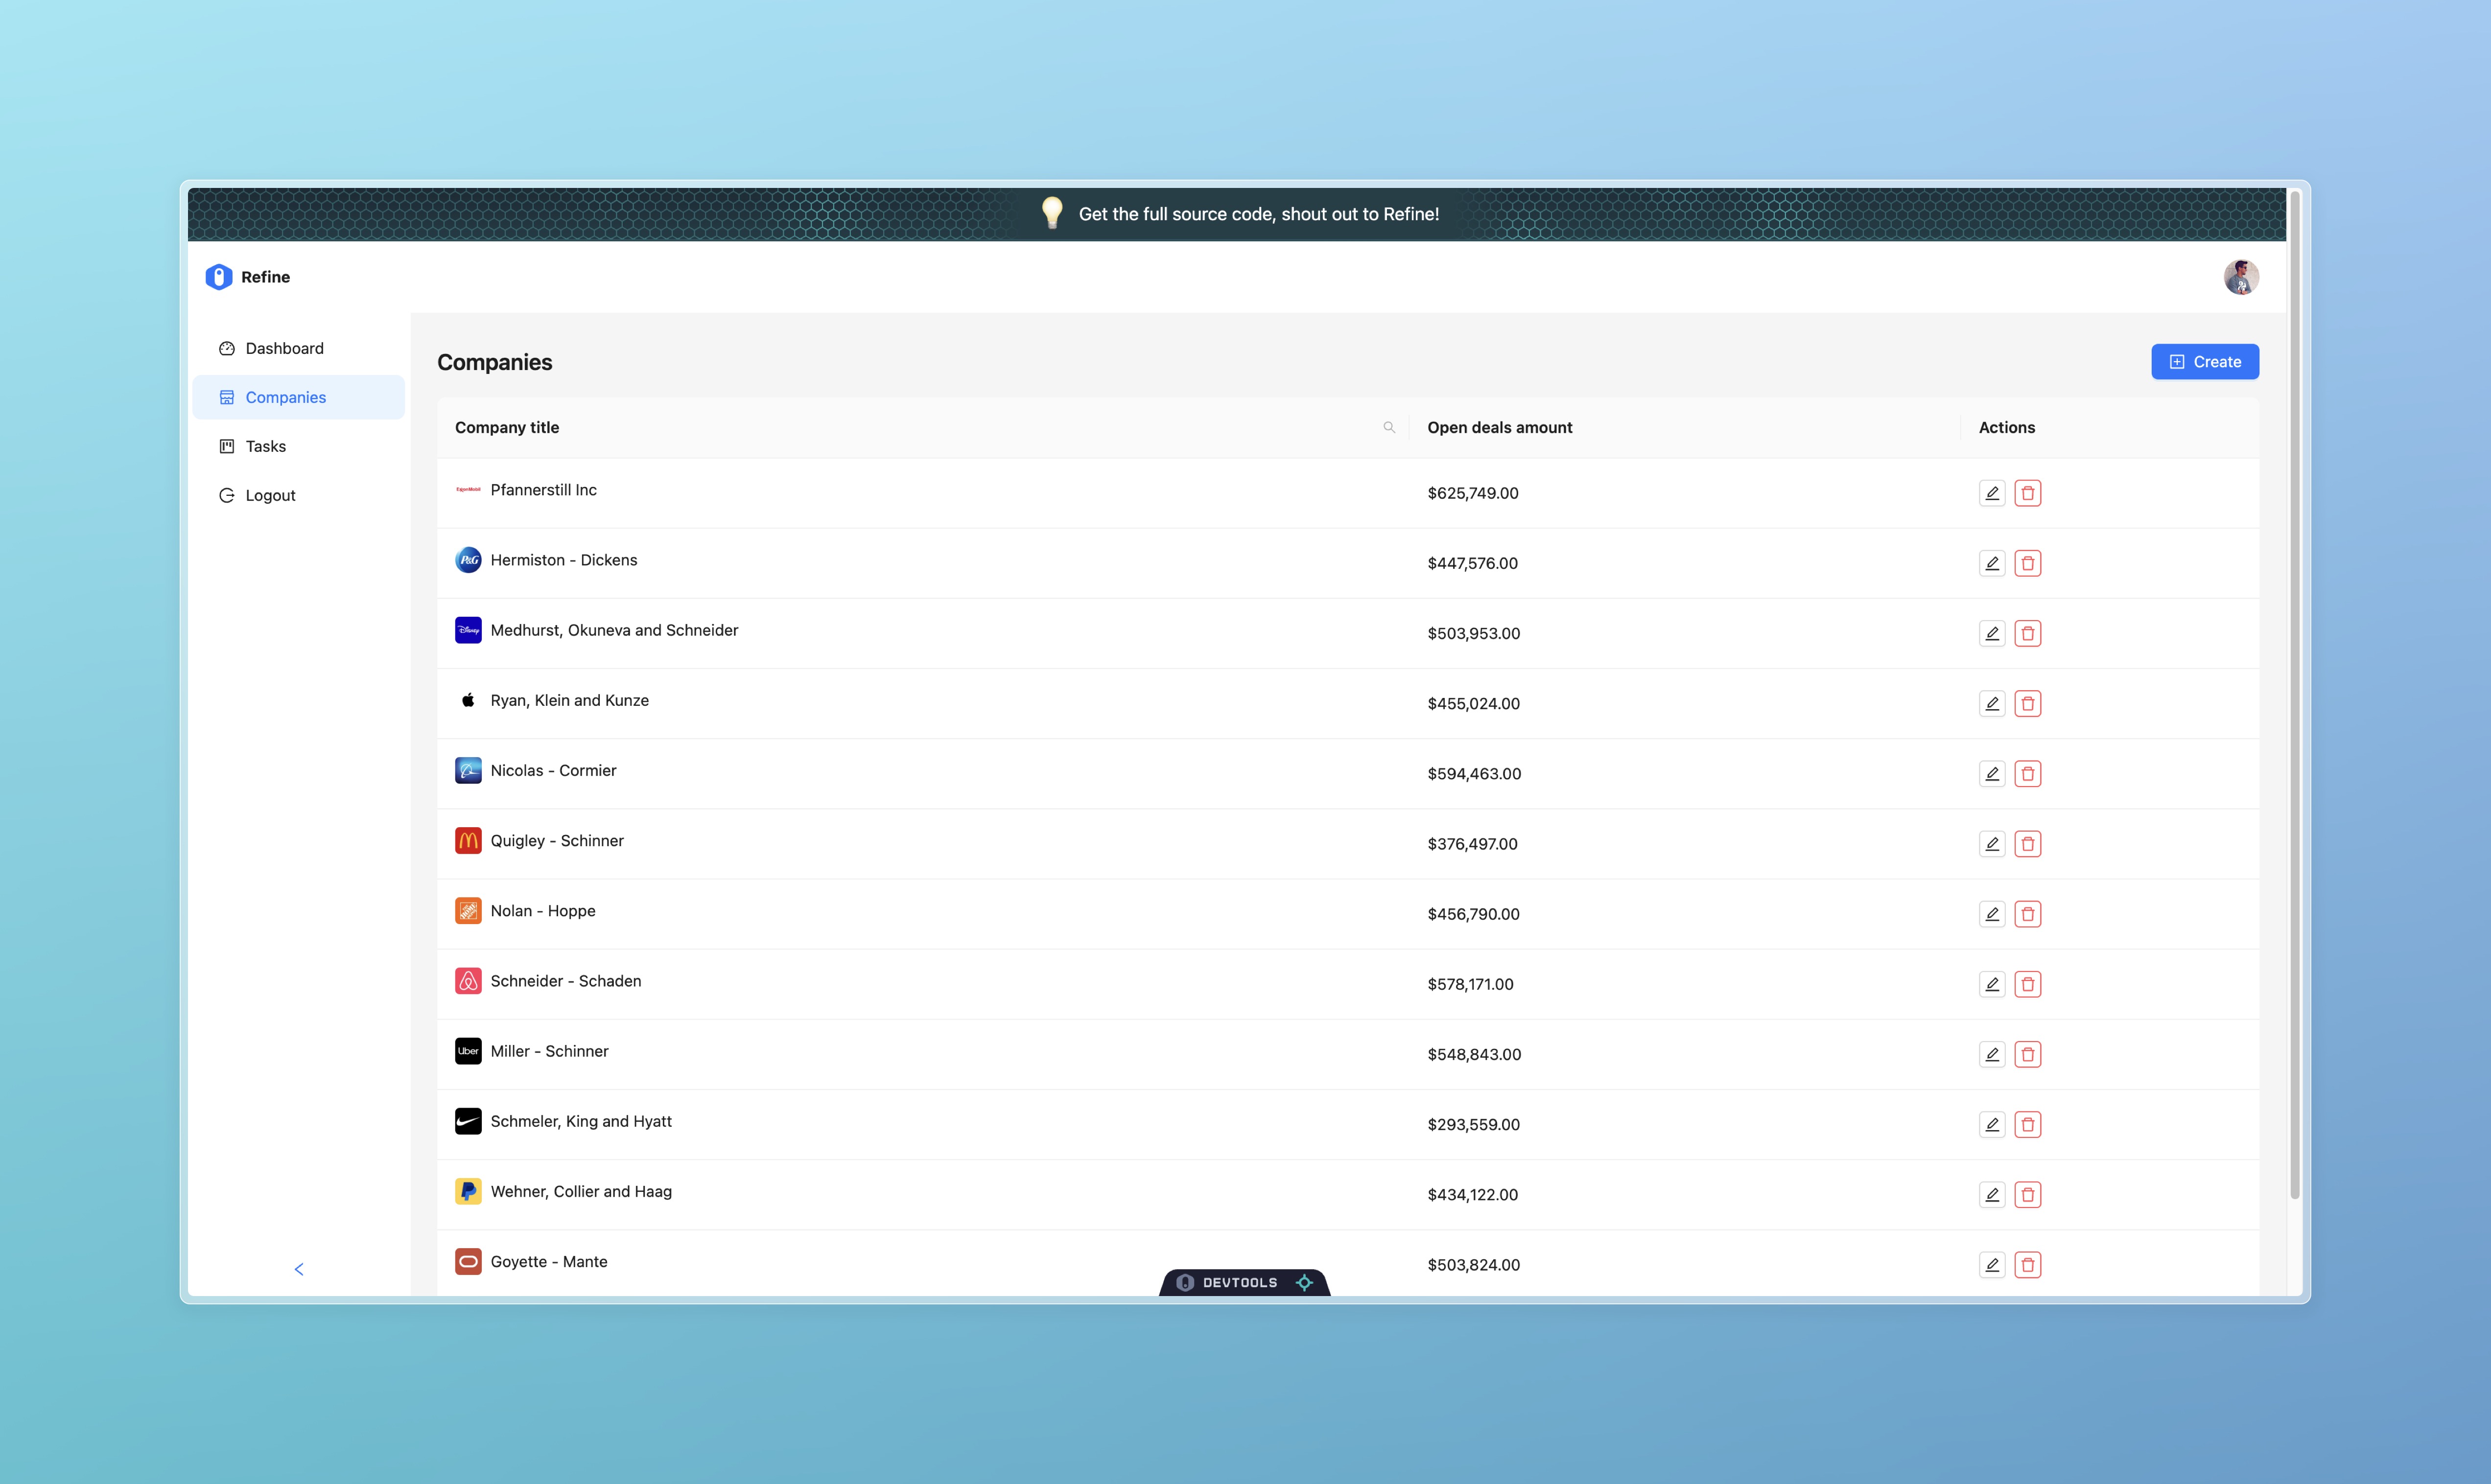 Get the full source code, shout out to Refine!
Refine
Dashboard
Companies
Tasks
Logout
Companies
Create
Company title
Open deals amount
Actions
ExxonMobil
Pfannerstill Inc
$625,749.00
P&G
Hermiston - Dickens
$447,576.00
Disney
Medhurst, Okuneva and Schneider
$503,953.00
Ryan, Klein and Kunze
$455,024.00
Nicolas - Cormier
$594,463.00
Quigley - Schinner
$376,497.00
Nolan - Hoppe
$456,790.00
Schneider - Schaden
$578,171.00
Uber
Miller - Schinner
$548,843.00
Schmeler, King and Hyatt
$293,559.00
Wehner, Collier and Haag
$434,122.00
Goyette - Mante
$503,824.00
DEVTOOLS